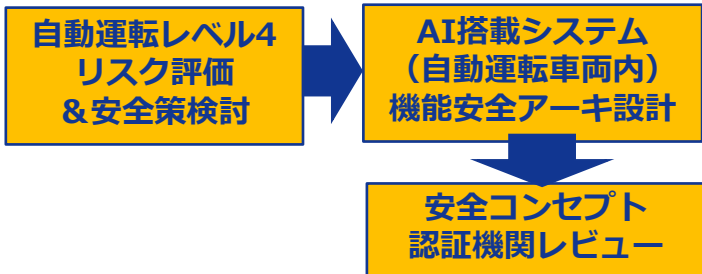 自動運転レベル4
リスク評価
＆安全策検討
AI搭載システム
（自動運転車両内）
機能安全アーキ設計
安全コンセプト
認証機関レビュー